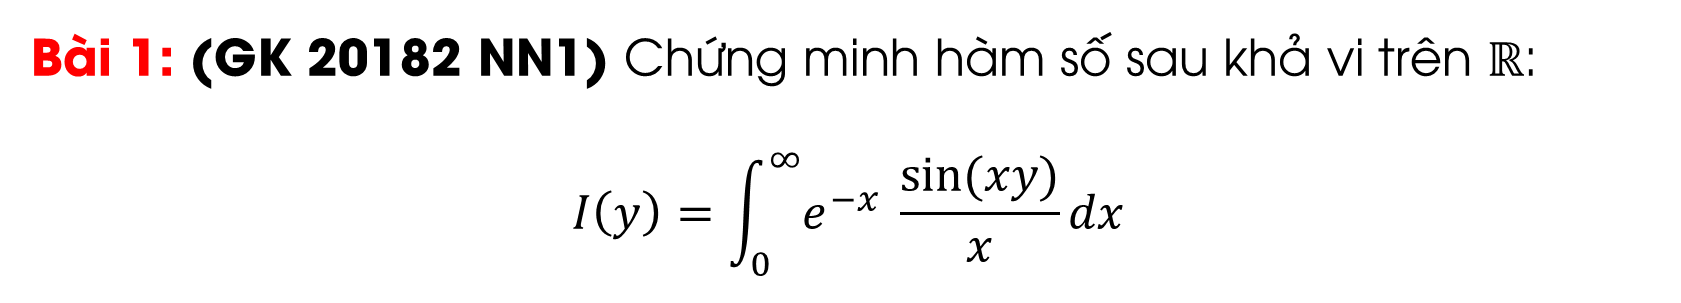 Bài 1: (GK 20182 NN1) Chứng minh hàm số sau khả vi trên ℝ:
I(y) = ∫₀^∞ e^{−x} sin(xy)/x dx